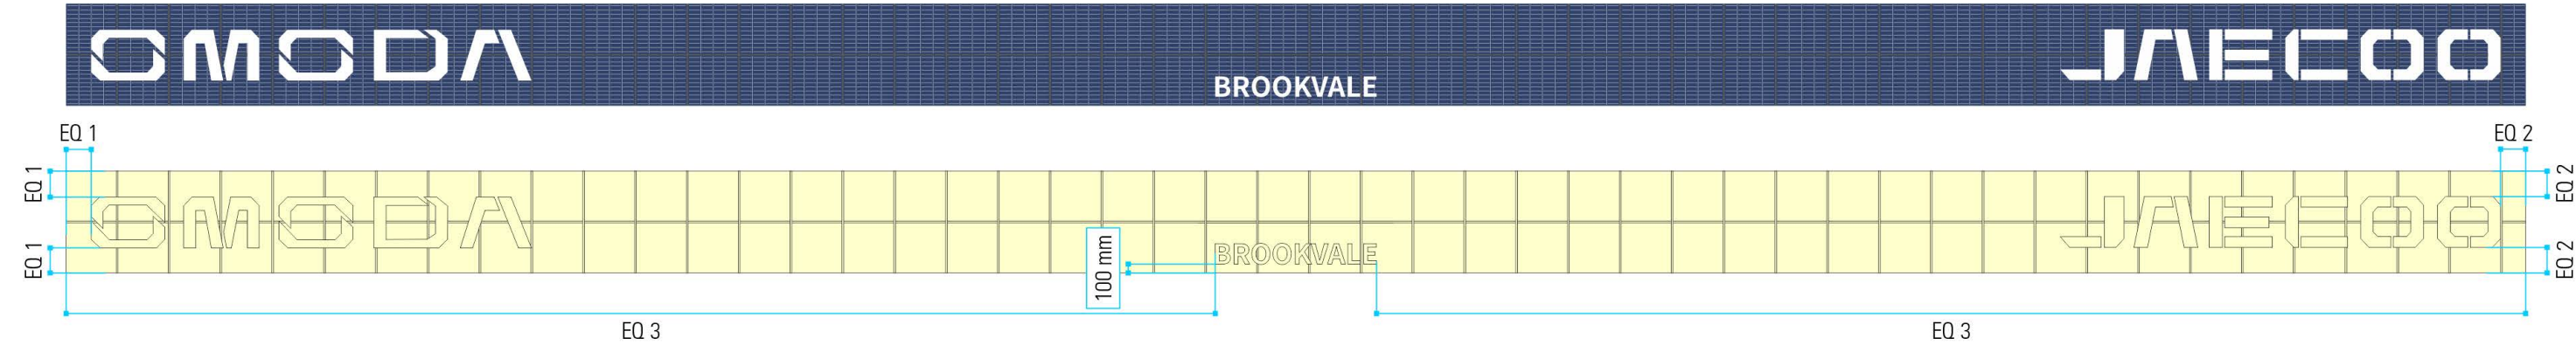 OMODA
JAECOO
BROOKVALE
EQ 1
EQ 2
EQ 1
EQ 2
OMODA
JAECOO
EQ 1
BROOKVALE
EQ 2
100 mm
EQ 3
EQ 3